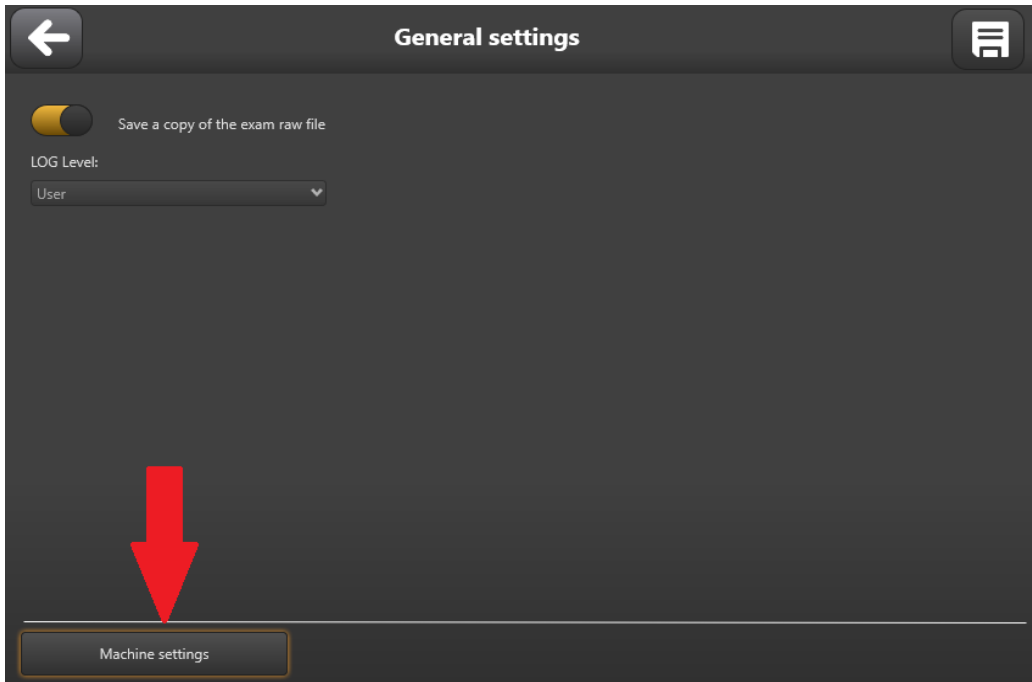 General settings
Save a copy of the exam raw file
LOG Level:
User
Machine settings